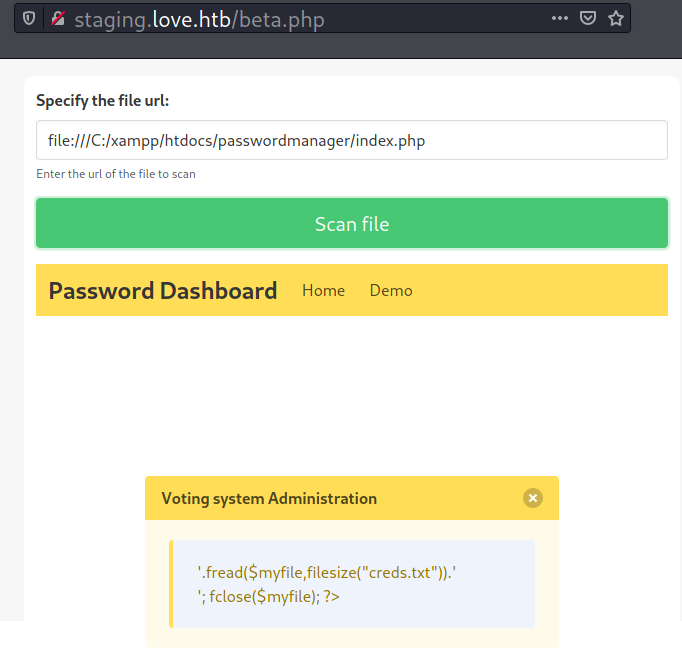 staging.love.htb/beta.php
Specify the file url:
file:///C:/xampp/htdocs/passwordmanager/index.php
Enter the url of the file to scan
Scan file
Password Dashboard Home Demo
Voting system Administration
'.fread($myfile,filesize("creds.txt")).'
'; fclose($myfile); ?>